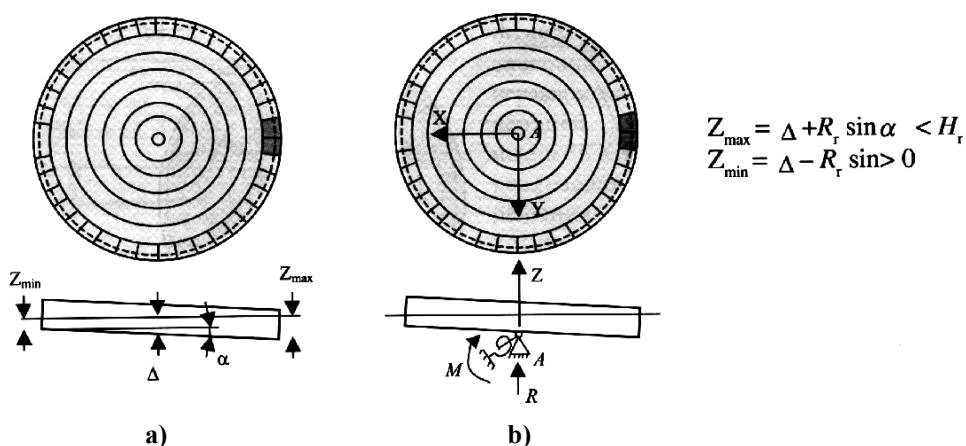 X
A
Y
Z_max = Δ + R_r sin α < H_r
Z_min = Δ − R_r sin > 0
Z_min
Z_max
Δ
α
Z
M
A
R
a)
b)